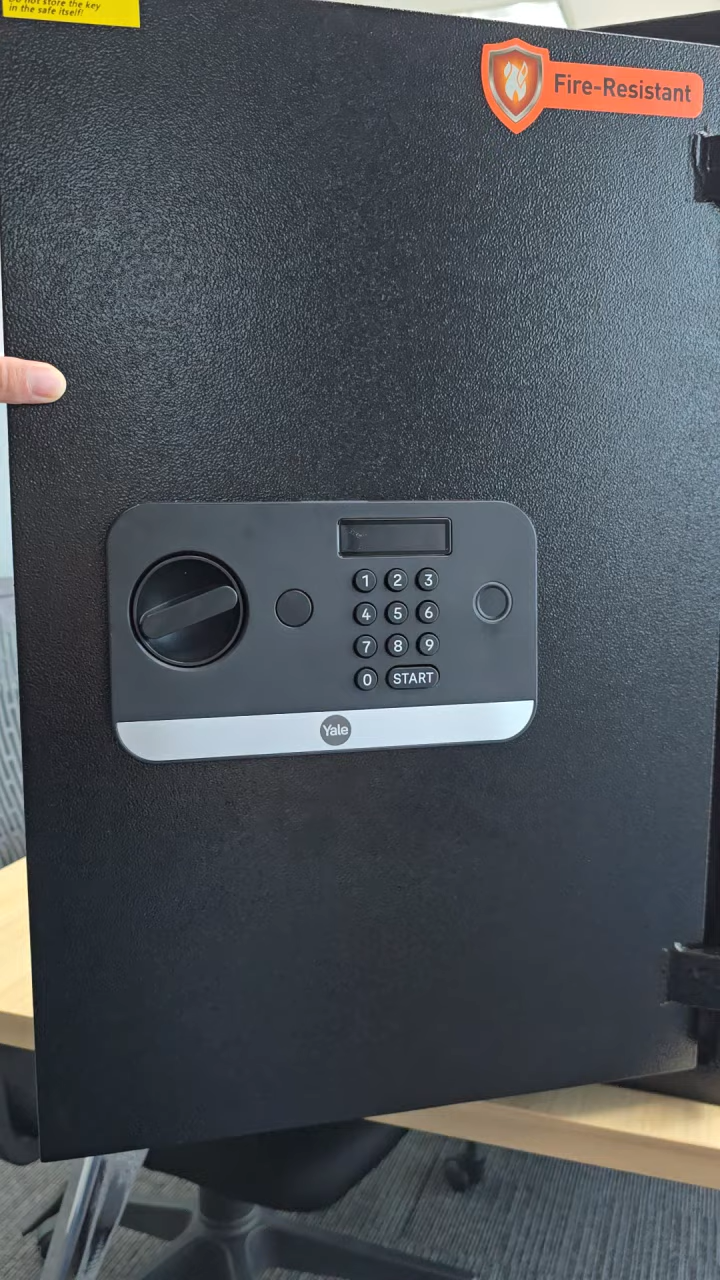 Do not store the key
in the safe itself!
Fire-Resistant
1 2 3
4 5 6
7 8 9
0 START
Yale